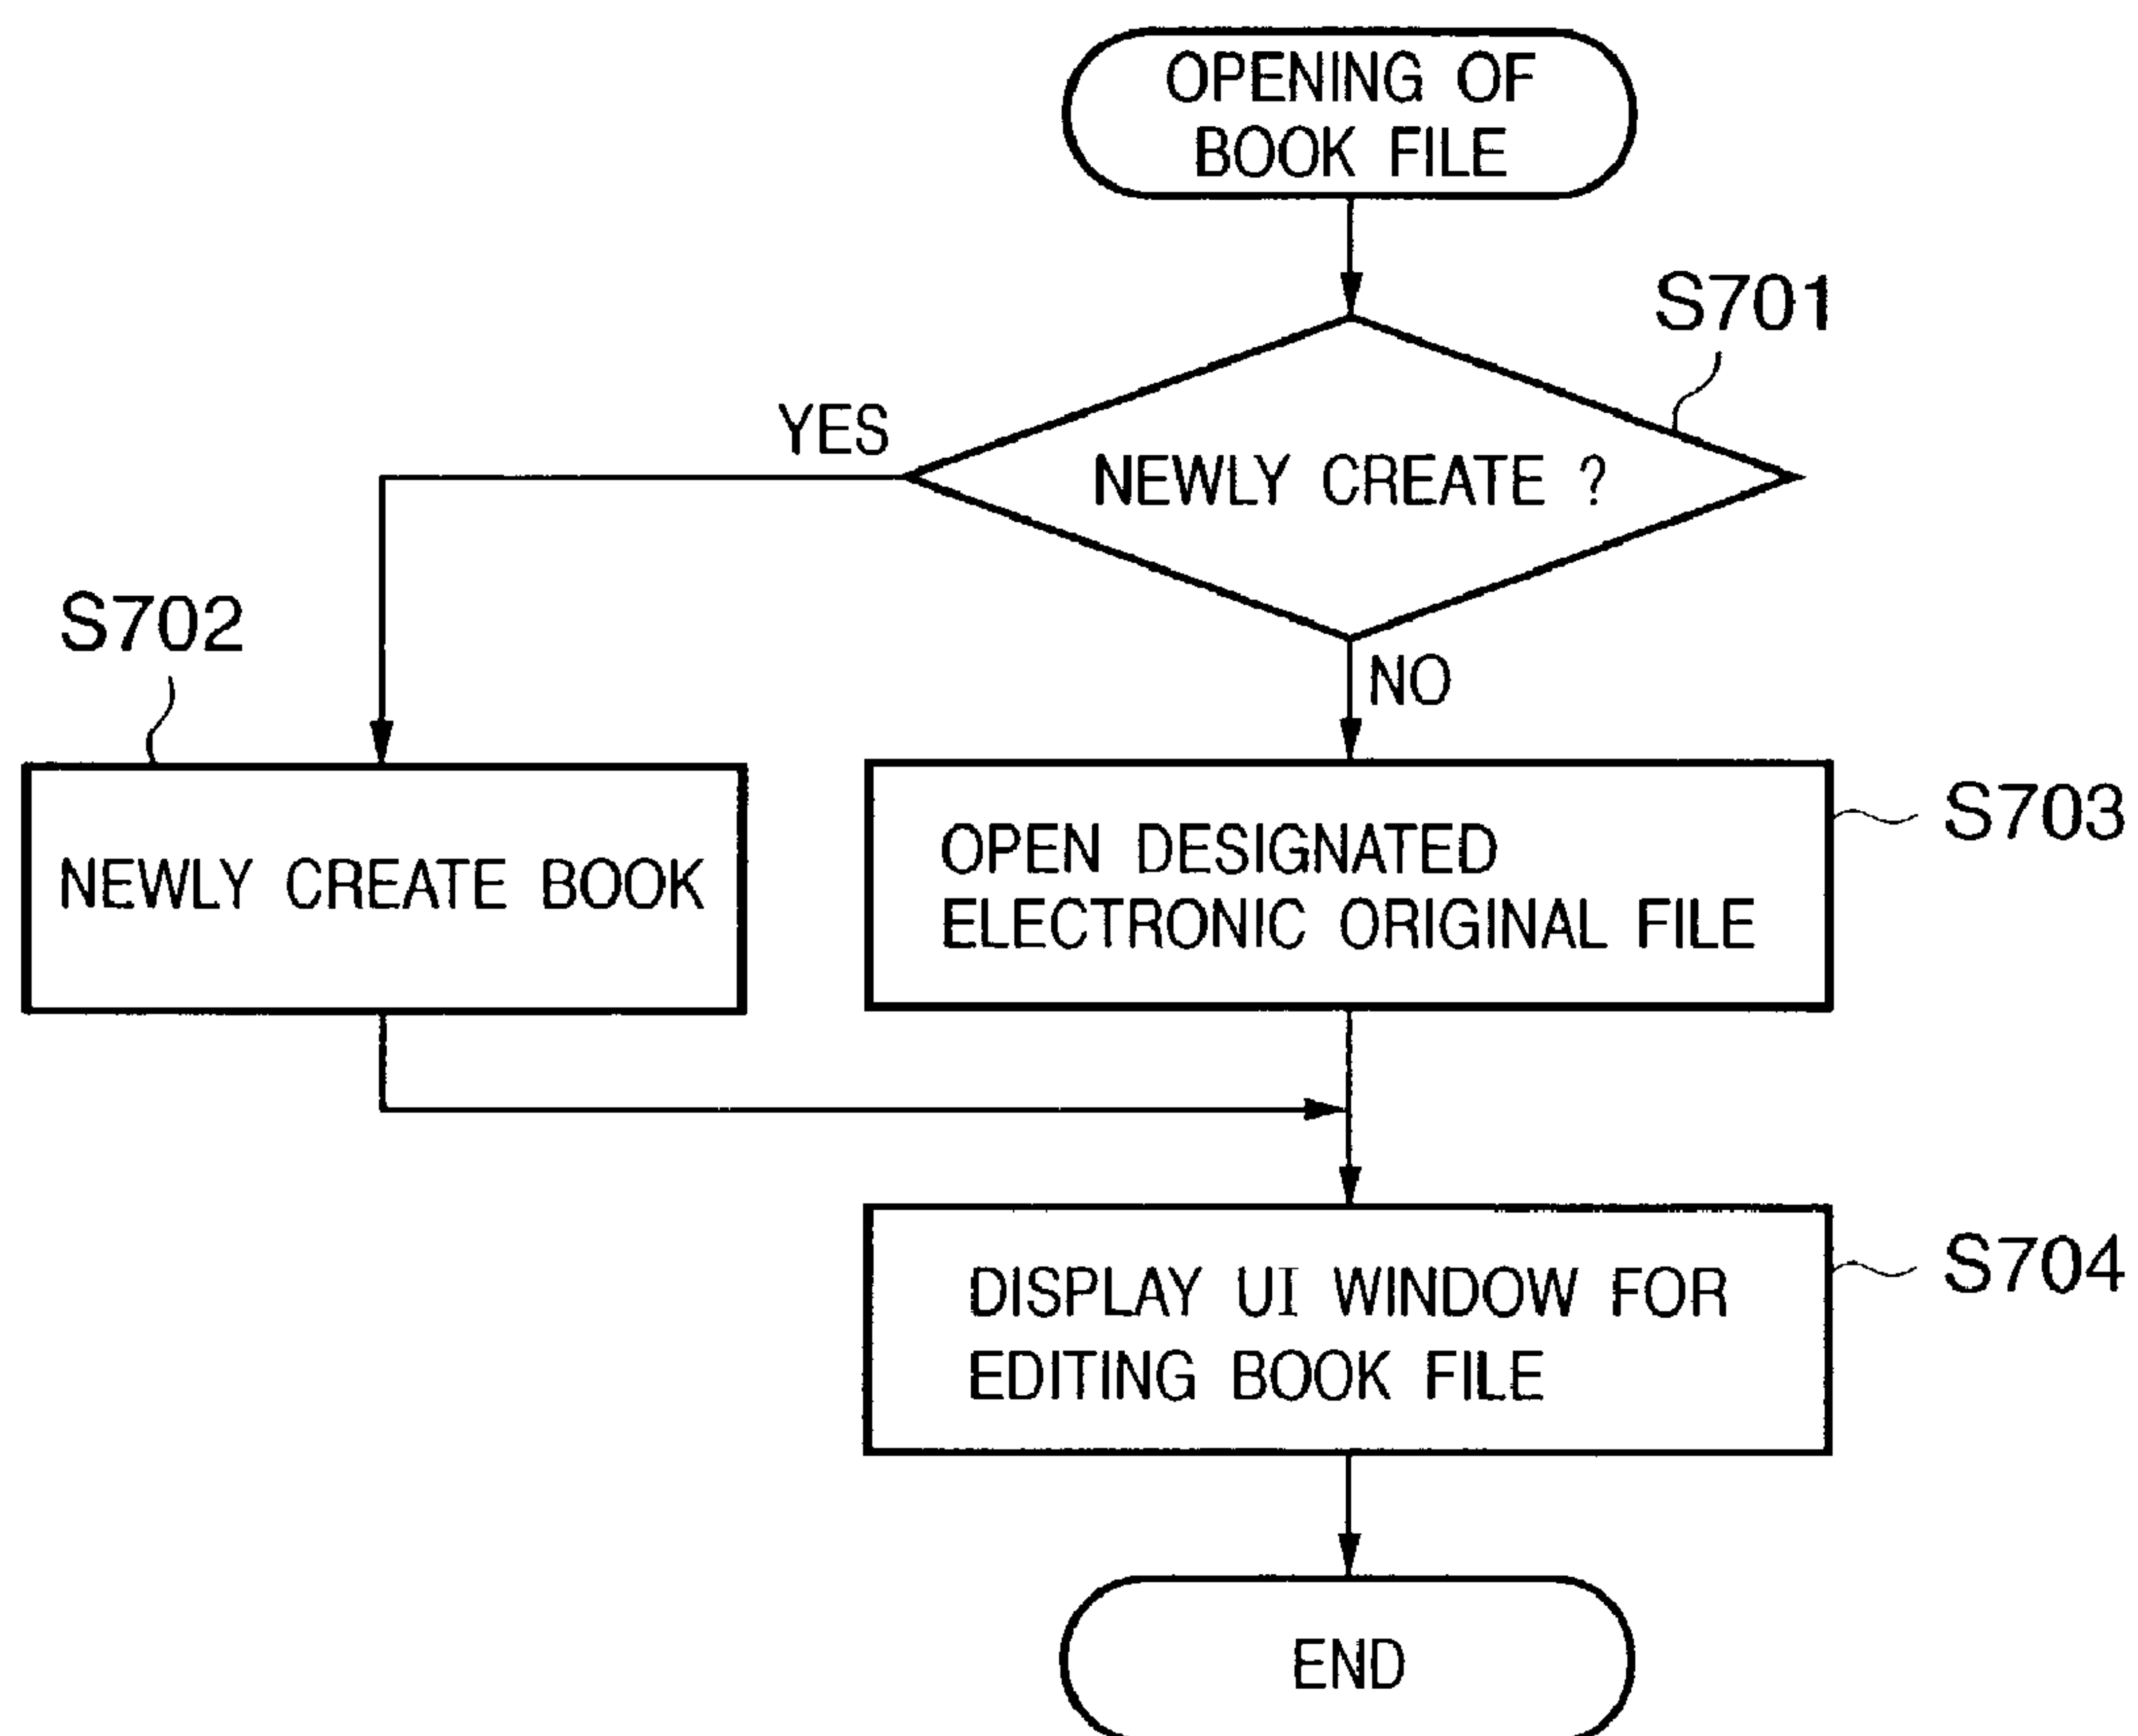 OPENING OF
BOOK FILE
S701
YES
NEWLY CREATE ?
S702
NO
NEWLY CREATE BOOK
OPEN DESIGNATED
ELECTRONIC ORIGINAL FILE
S703
DISPLAY UI WINDOW FOR
EDITING BOOK FILE
S704
END